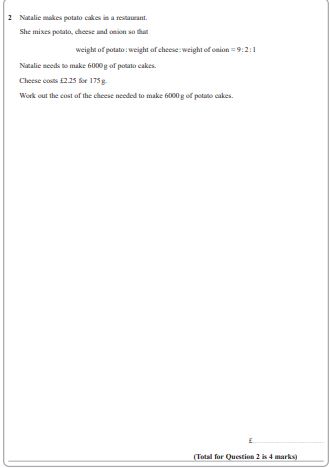 2 Natalie makes potato cakes in a restaurant.
She mixes potato, cheese and onion so that
weight of potato : weight of cheese : weight of onion = 9 : 2 : 1
Natalie needs to make 6000 g of potato cakes.
Cheese costs £2.25 for 175 g.
Work out the cost of the cheese needed to make 6000 g of potato cakes.
£
(Total for Question 2 is 4 marks)